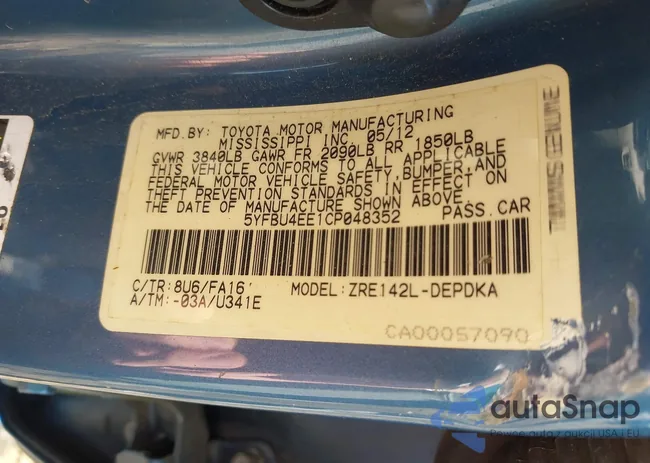 MFD.BY: TOYOTA MOTOR MANUFACTURING
MISSISSIPPI INC 05/12
GVWR 3840LB GAWR FR 2090LB RR 1850LB
THIS VEHICLE CONFORMS TO ALL APPLICABLE
FEDERAL MOTOR VEHICLE SAFETY, BUMPER, AND
THEFT PREVENTION STANDARDS IN EFFECT ON
THE DATE OF MANUFACTURE SHOWN ABOVE.
5YFBU4EE1CP048352 PASS.CAR
C/TR:8U6/FA16 MODEL:ZRE142L-DEPDKA
A/TM:-03A/U341E
CA00057090
autaSnap